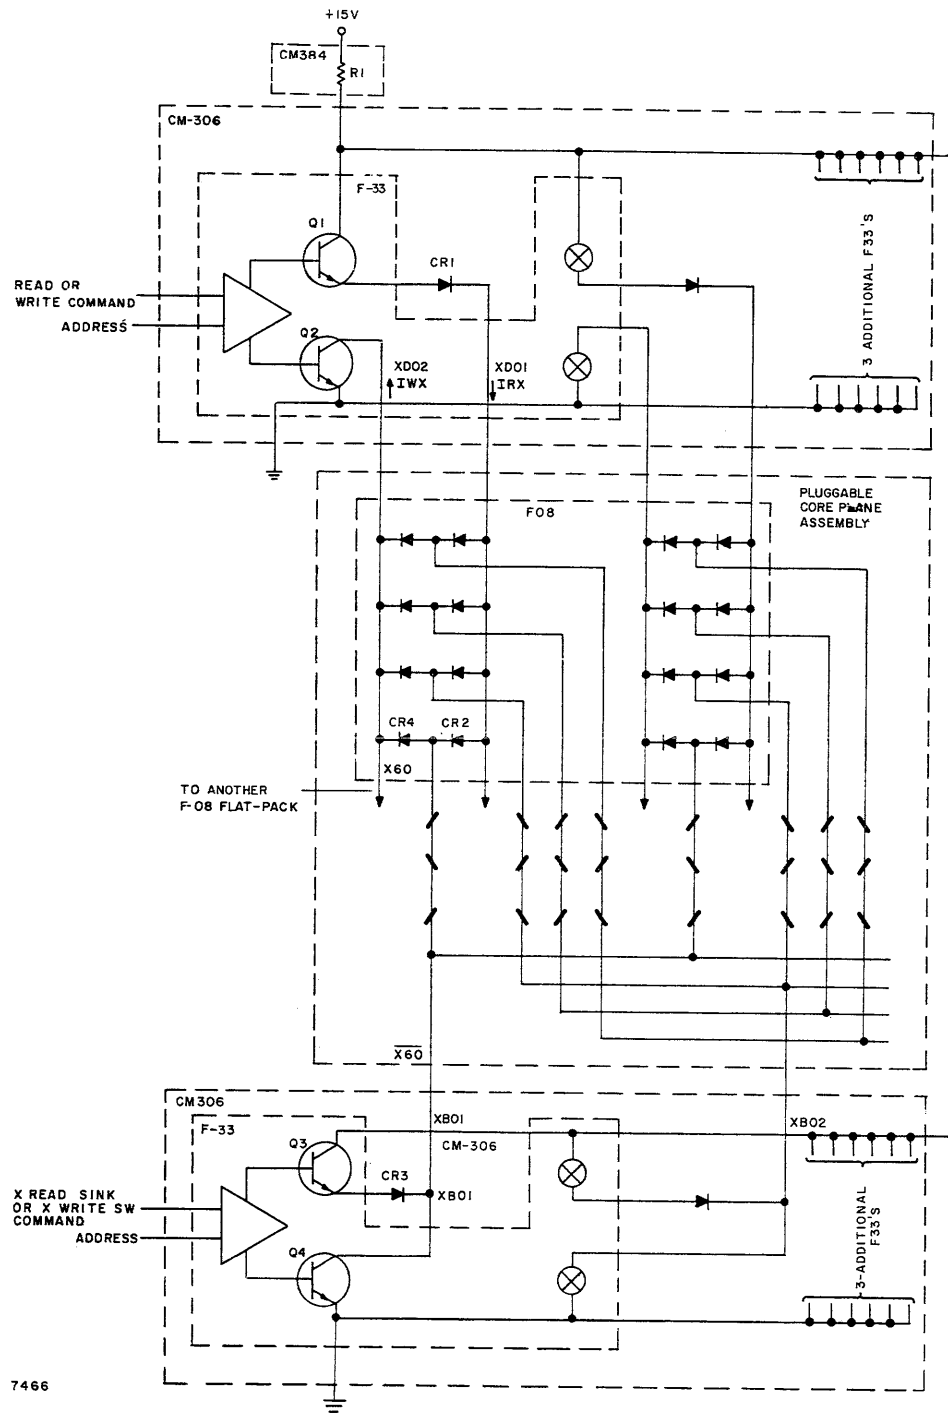 +15V
CM384
R1
CM-306
F-33
Q1
CR1
READ OR
WRITE COMMAND
ADDRESS
Q2
XD02
IWX
XD01
IRX
3 ADDITIONAL F33'S
PLUGGABLE
CORE PLANE
ASSEMBLY
F08
CR4
CR2
X60
TO ANOTHER
F-08 FLAT-PACK
X60
CM306
F-33
XB01
XB02
Q3
CM-306
CR3
XB01
X READ SINK
OR X WRITE SW
COMMAND
ADDRESS
Q4
3-ADDITIONAL
F33'S
7466